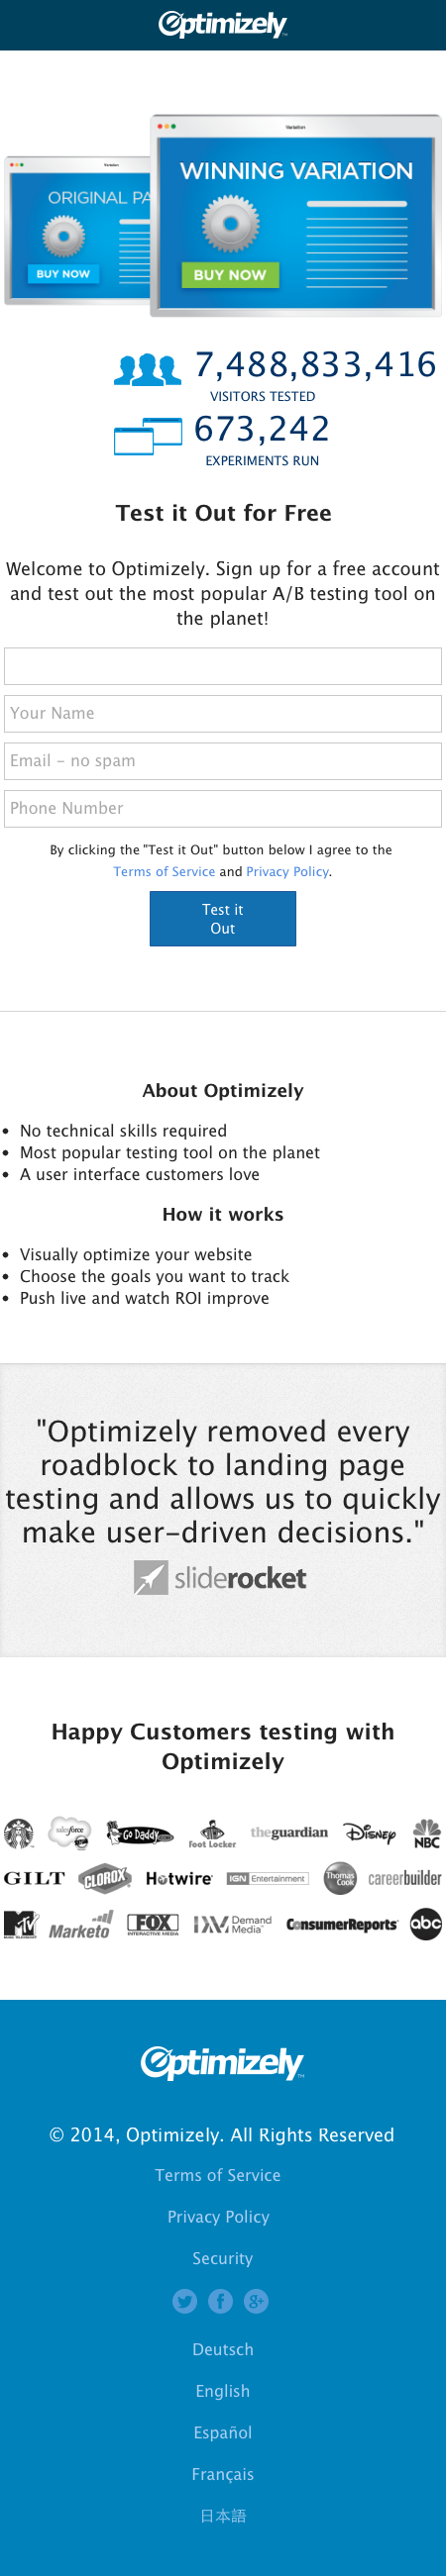 Optimizely
Variation
Variation
WINNING VARIATION
ORIGINAL PA
BUY NOW
BUY NOW
7,488,833,416
VISITORS TESTED
673,242
EXPERIMENTS RUN
Test it Out for Free
Welcome to Optimizely. Sign up for a free account
and test out the most popular A/B testing tool on
the planet!
Your Name
Email - no spam
Phone Number
By clicking the "Test it Out" button below I agree to the
Terms of Service and Privacy Policy.
Test it
Out
About Optimizely
• No technical skills required
• Most popular testing tool on the planet
• A user interface customers love
How it works
• Visually optimize your website
• Choose the goals you want to track
• Push live and watch ROI improve
"Optimizely removed every
roadblock to landing page
testing and allows us to quickly
make user-driven decisions."
sliderocket
Happy Customers testing with
Optimizely
salesforce Go Daddy foot Locker theguardian Disney NBC
GILT CLOROX Hotwire IGN Entertainment Thomas Cook careerbuilder
MTV Marketo FOX INTERACTIVE MEDIA Demand Media ConsumerReports abc
Optimizely
© 2014, Optimizely. All Rights Reserved
Terms of Service
Privacy Policy
Security
Deutsch
English
Español
Français
日本語